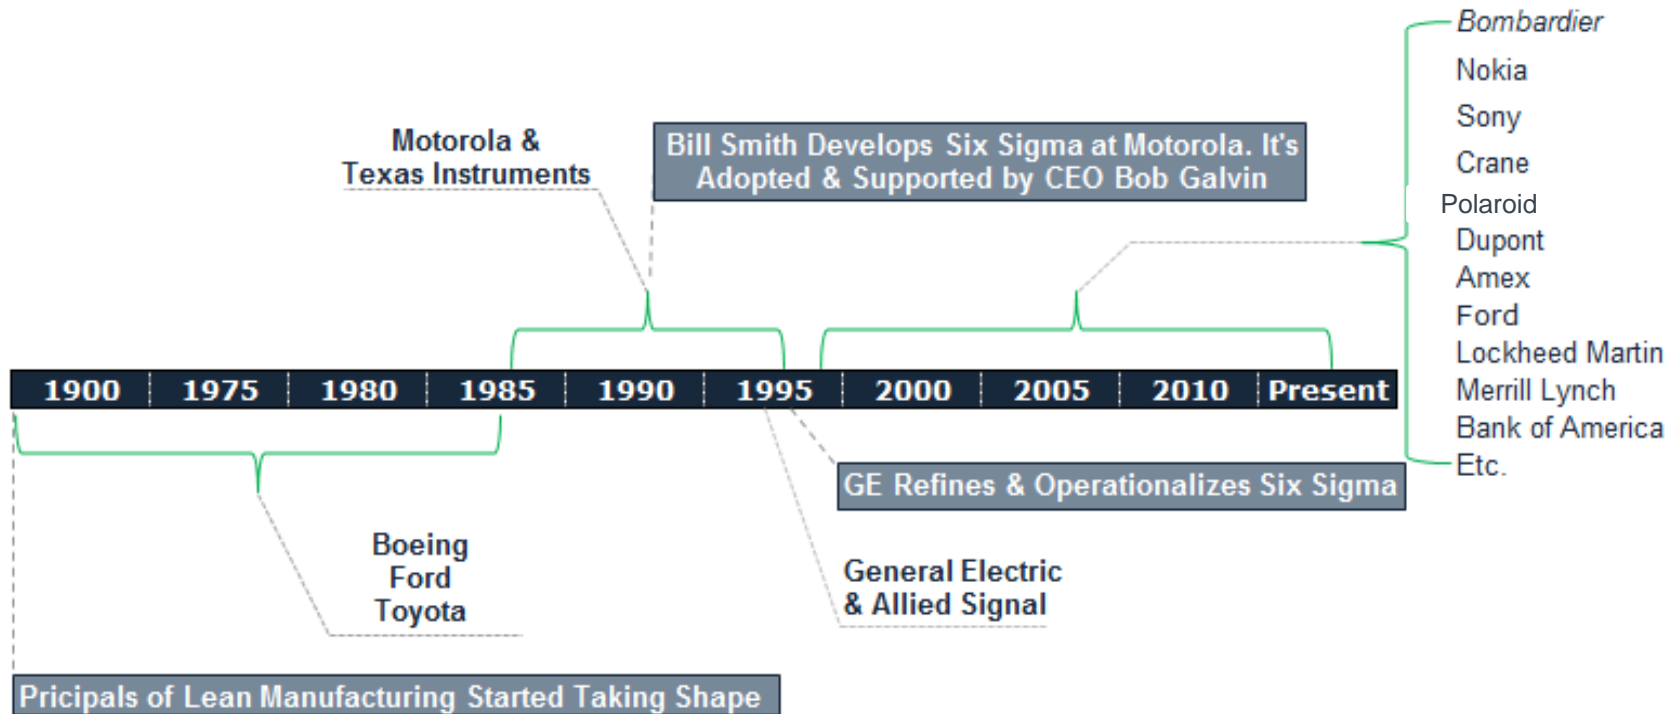 Bombardier
Nokia
Sony
Crane
Polaroid
Dupont
Amex
Ford
Lockheed Martin
Merrill Lynch
Bank of America
Etc.
Motorola &
Texas Instruments
Bill Smith Develops Six Sigma at Motorola. It's
Adopted & Supported by CEO Bob Galvin
1900 1975 1980 1985 1990 1995 2000 2005 2010 Present
GE Refines & Operationalizes Six Sigma
Boeing
Ford
Toyota
General Electric
& Allied Signal
Pricipals of Lean Manufacturing Started Taking Shape